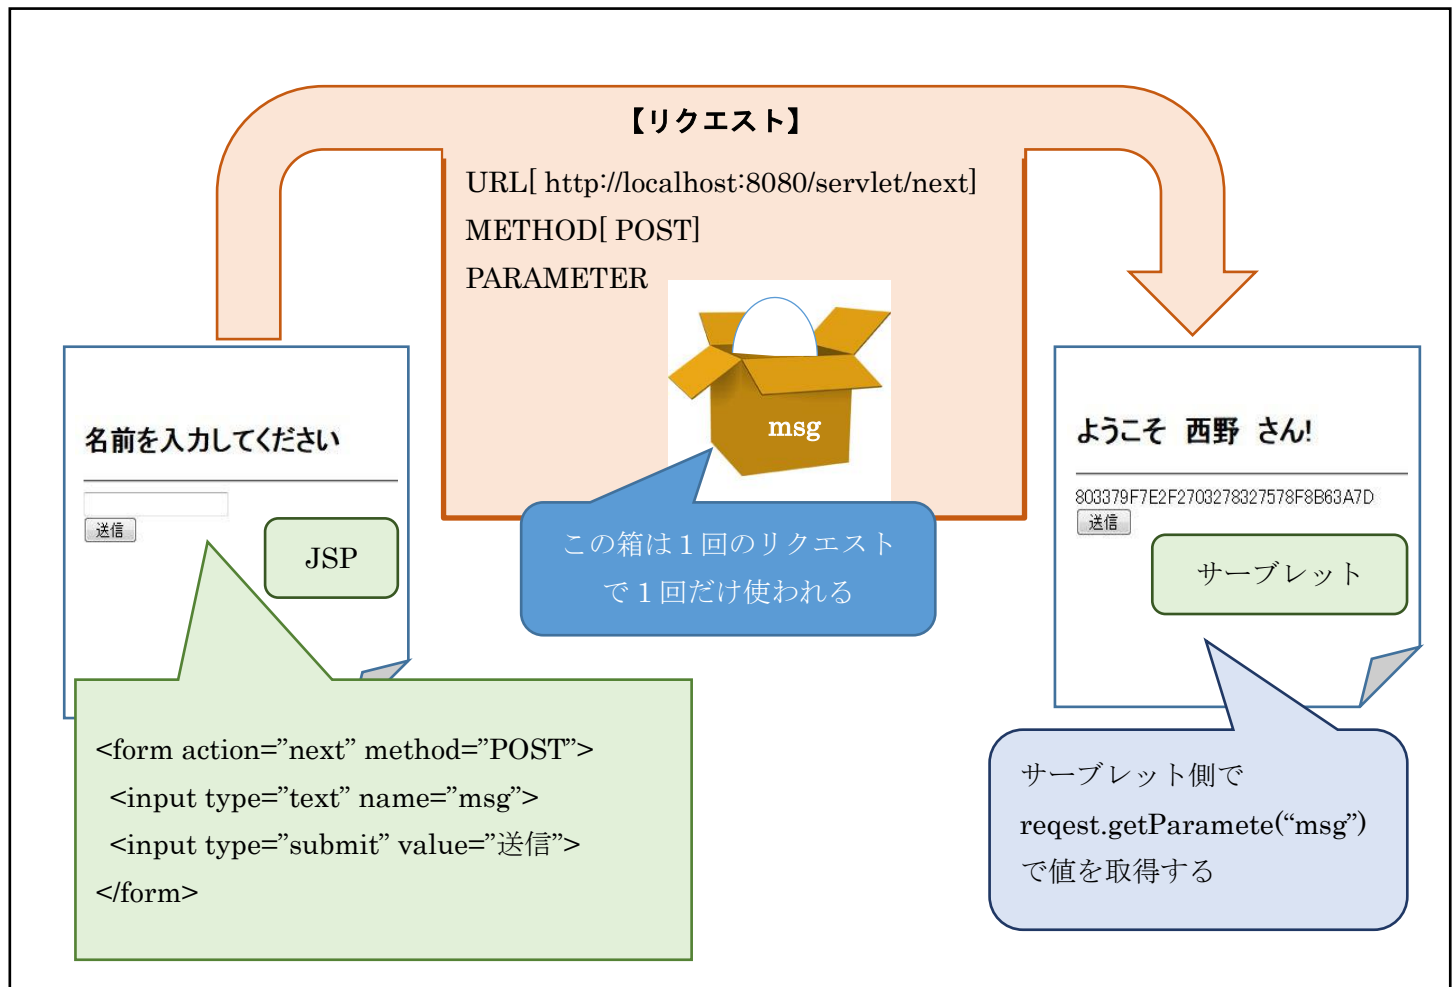 【リクエスト】
URL[ http://localhost:8080/servlet/next]
METHOD[ POST]
PARAMETER
msg
この箱は１回のリクエスト
で１回だけ使われる
名前を入力してください
送信
JSP
<form action=”next” method=”POST”>
<input type=”text” name=”msg”>
<input type=”submit” value=”送信”>
</form>
ようこそ 西野 さん!
803379F7E2F2703278327578F8B63A7D
送信
サーブレット
サーブレット側で
reqest.getParamete(“msg”)
で値を取得する